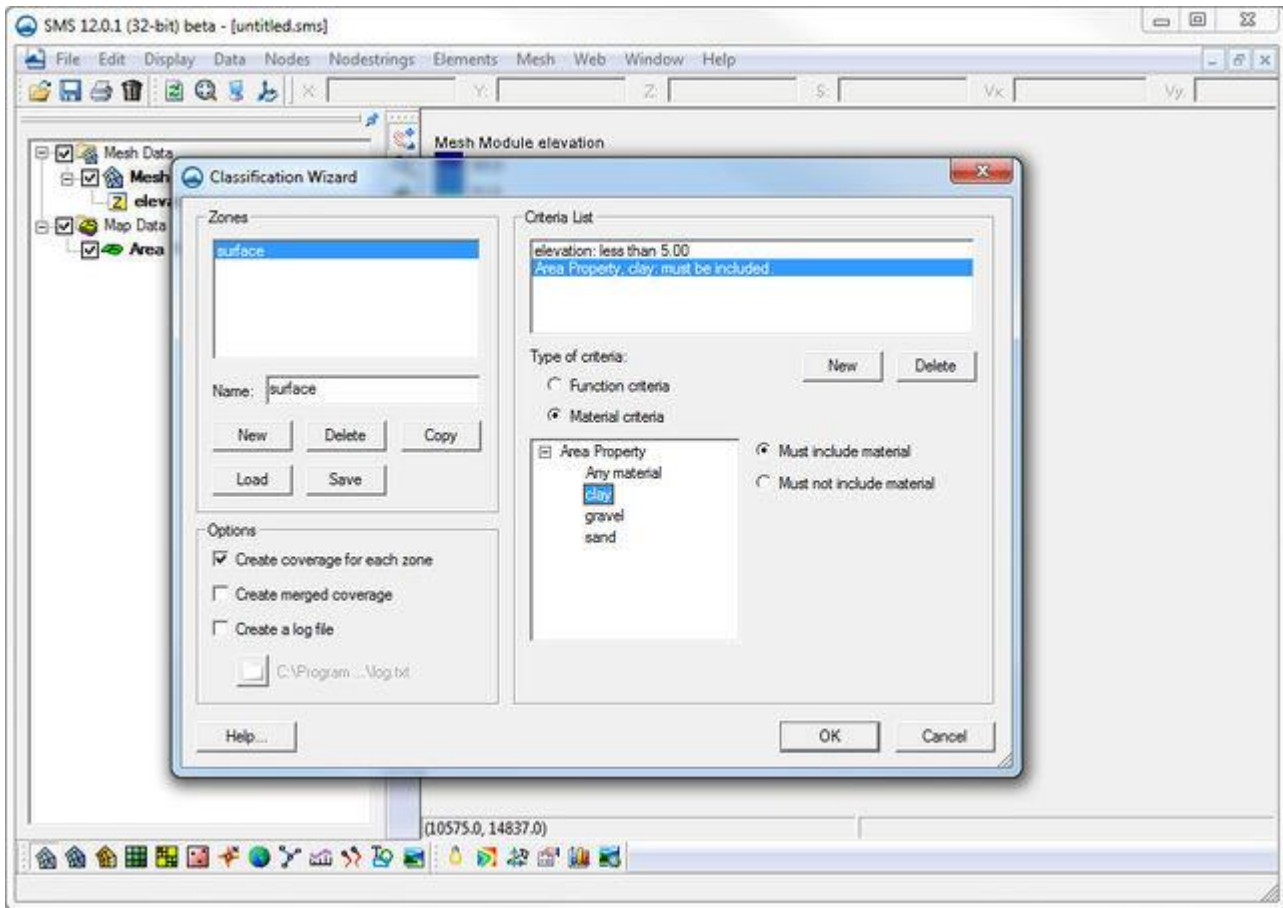 SMS 12.0.1 (32-bit) beta - [untitled.sms]
File Edit Display Data Nodes Nodestrings Elements Mesh Web Window Help
X: Y: Z: S: Vx: Vy:
Mesh Data
Mesh
Z
Map Data
Area
Mesh Module elevation
Classification Wizard
Zones
surface
Name: surface
New Delete Copy
Load Save
Options
Create coverage for each zone
Create merged coverage
Create a log file
C:\Program ...\log.txt
Criteria List
elevation: less than 5.00
Area Property, clay: must be included
Type of criteria:
New Delete
Function criteria
Material criteria
Area Property
Any material
clay
gravel
sand
Must include material
Must not include material
Help...
OK Cancel
(10575.0, 14837.0)